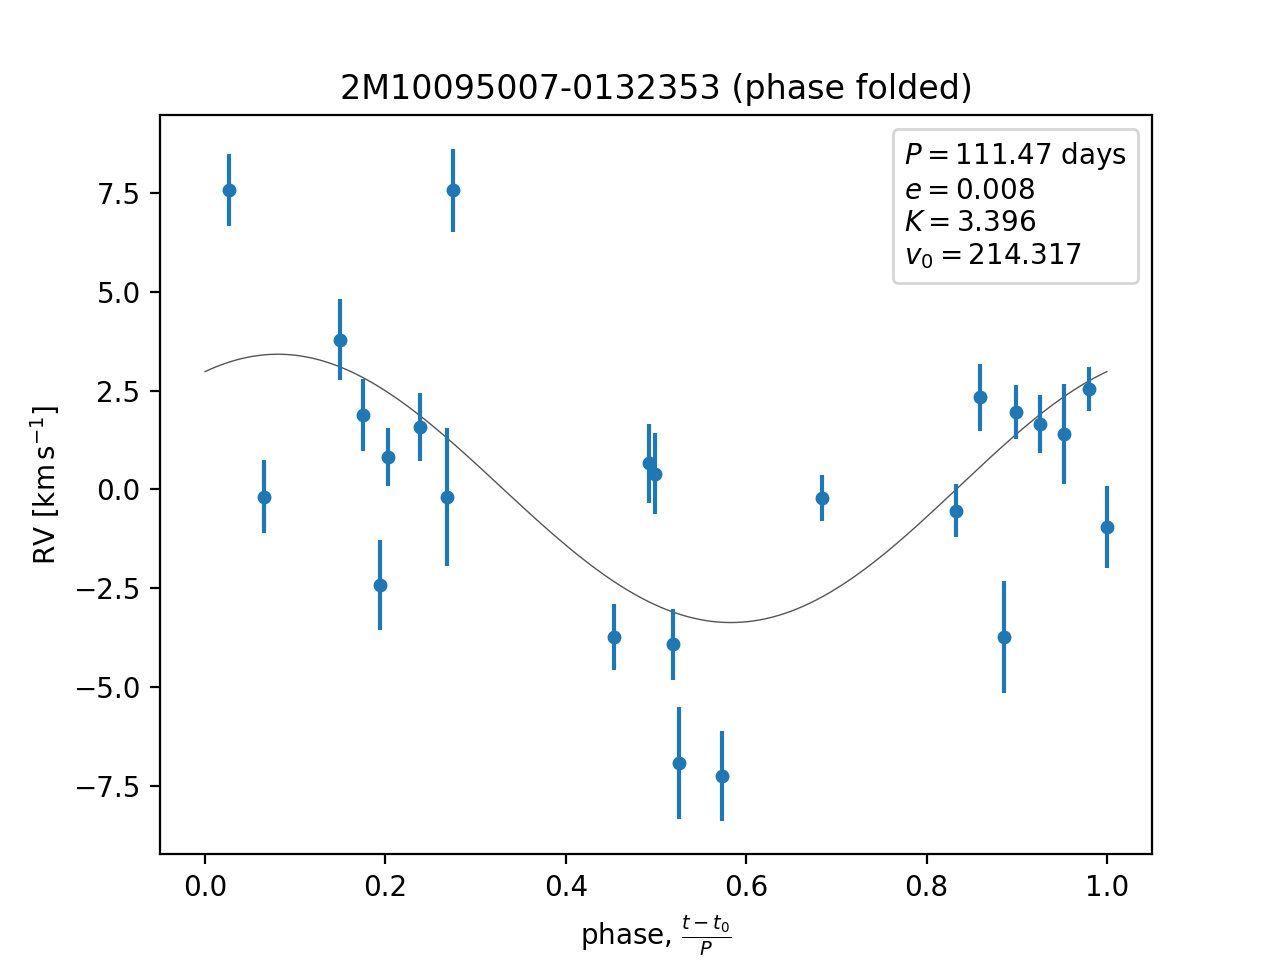 2M10095007-0132353 (phase folded)
P = 111.47 days
e = 0.008
K = 3.396
v₀ = 214.317
7.5
5.0
2.5
0.0
−2.5
−5.0
−7.5
RV [km s⁻¹]
0.0 0.2 0.4 0.6 0.8 1.0
phase, (t − t₀)/P